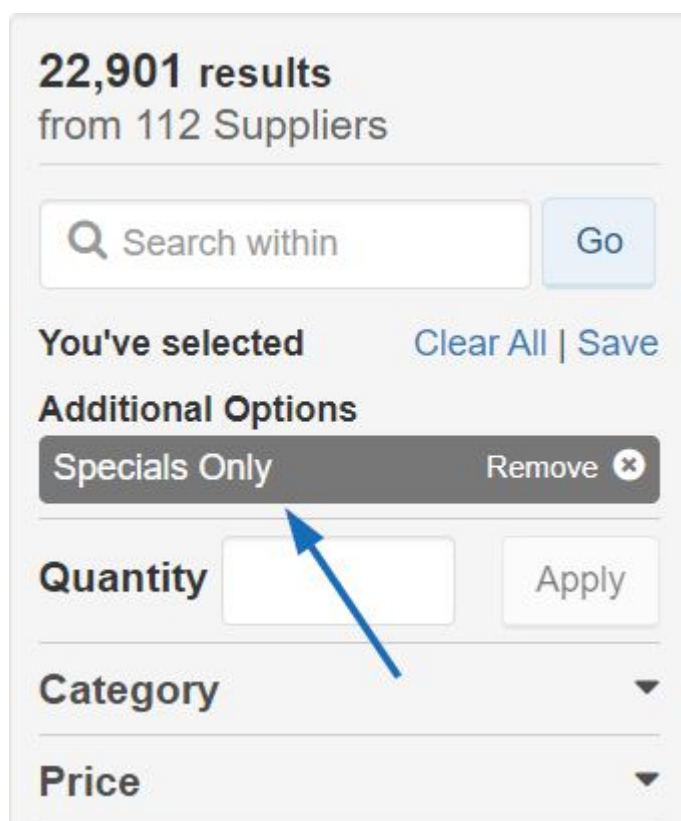 22,901 results
from 112 Suppliers
Search within
Go
You've selected
Clear All | Save
Additional Options
Specials Only
Remove
Quantity
Apply
Category
Price